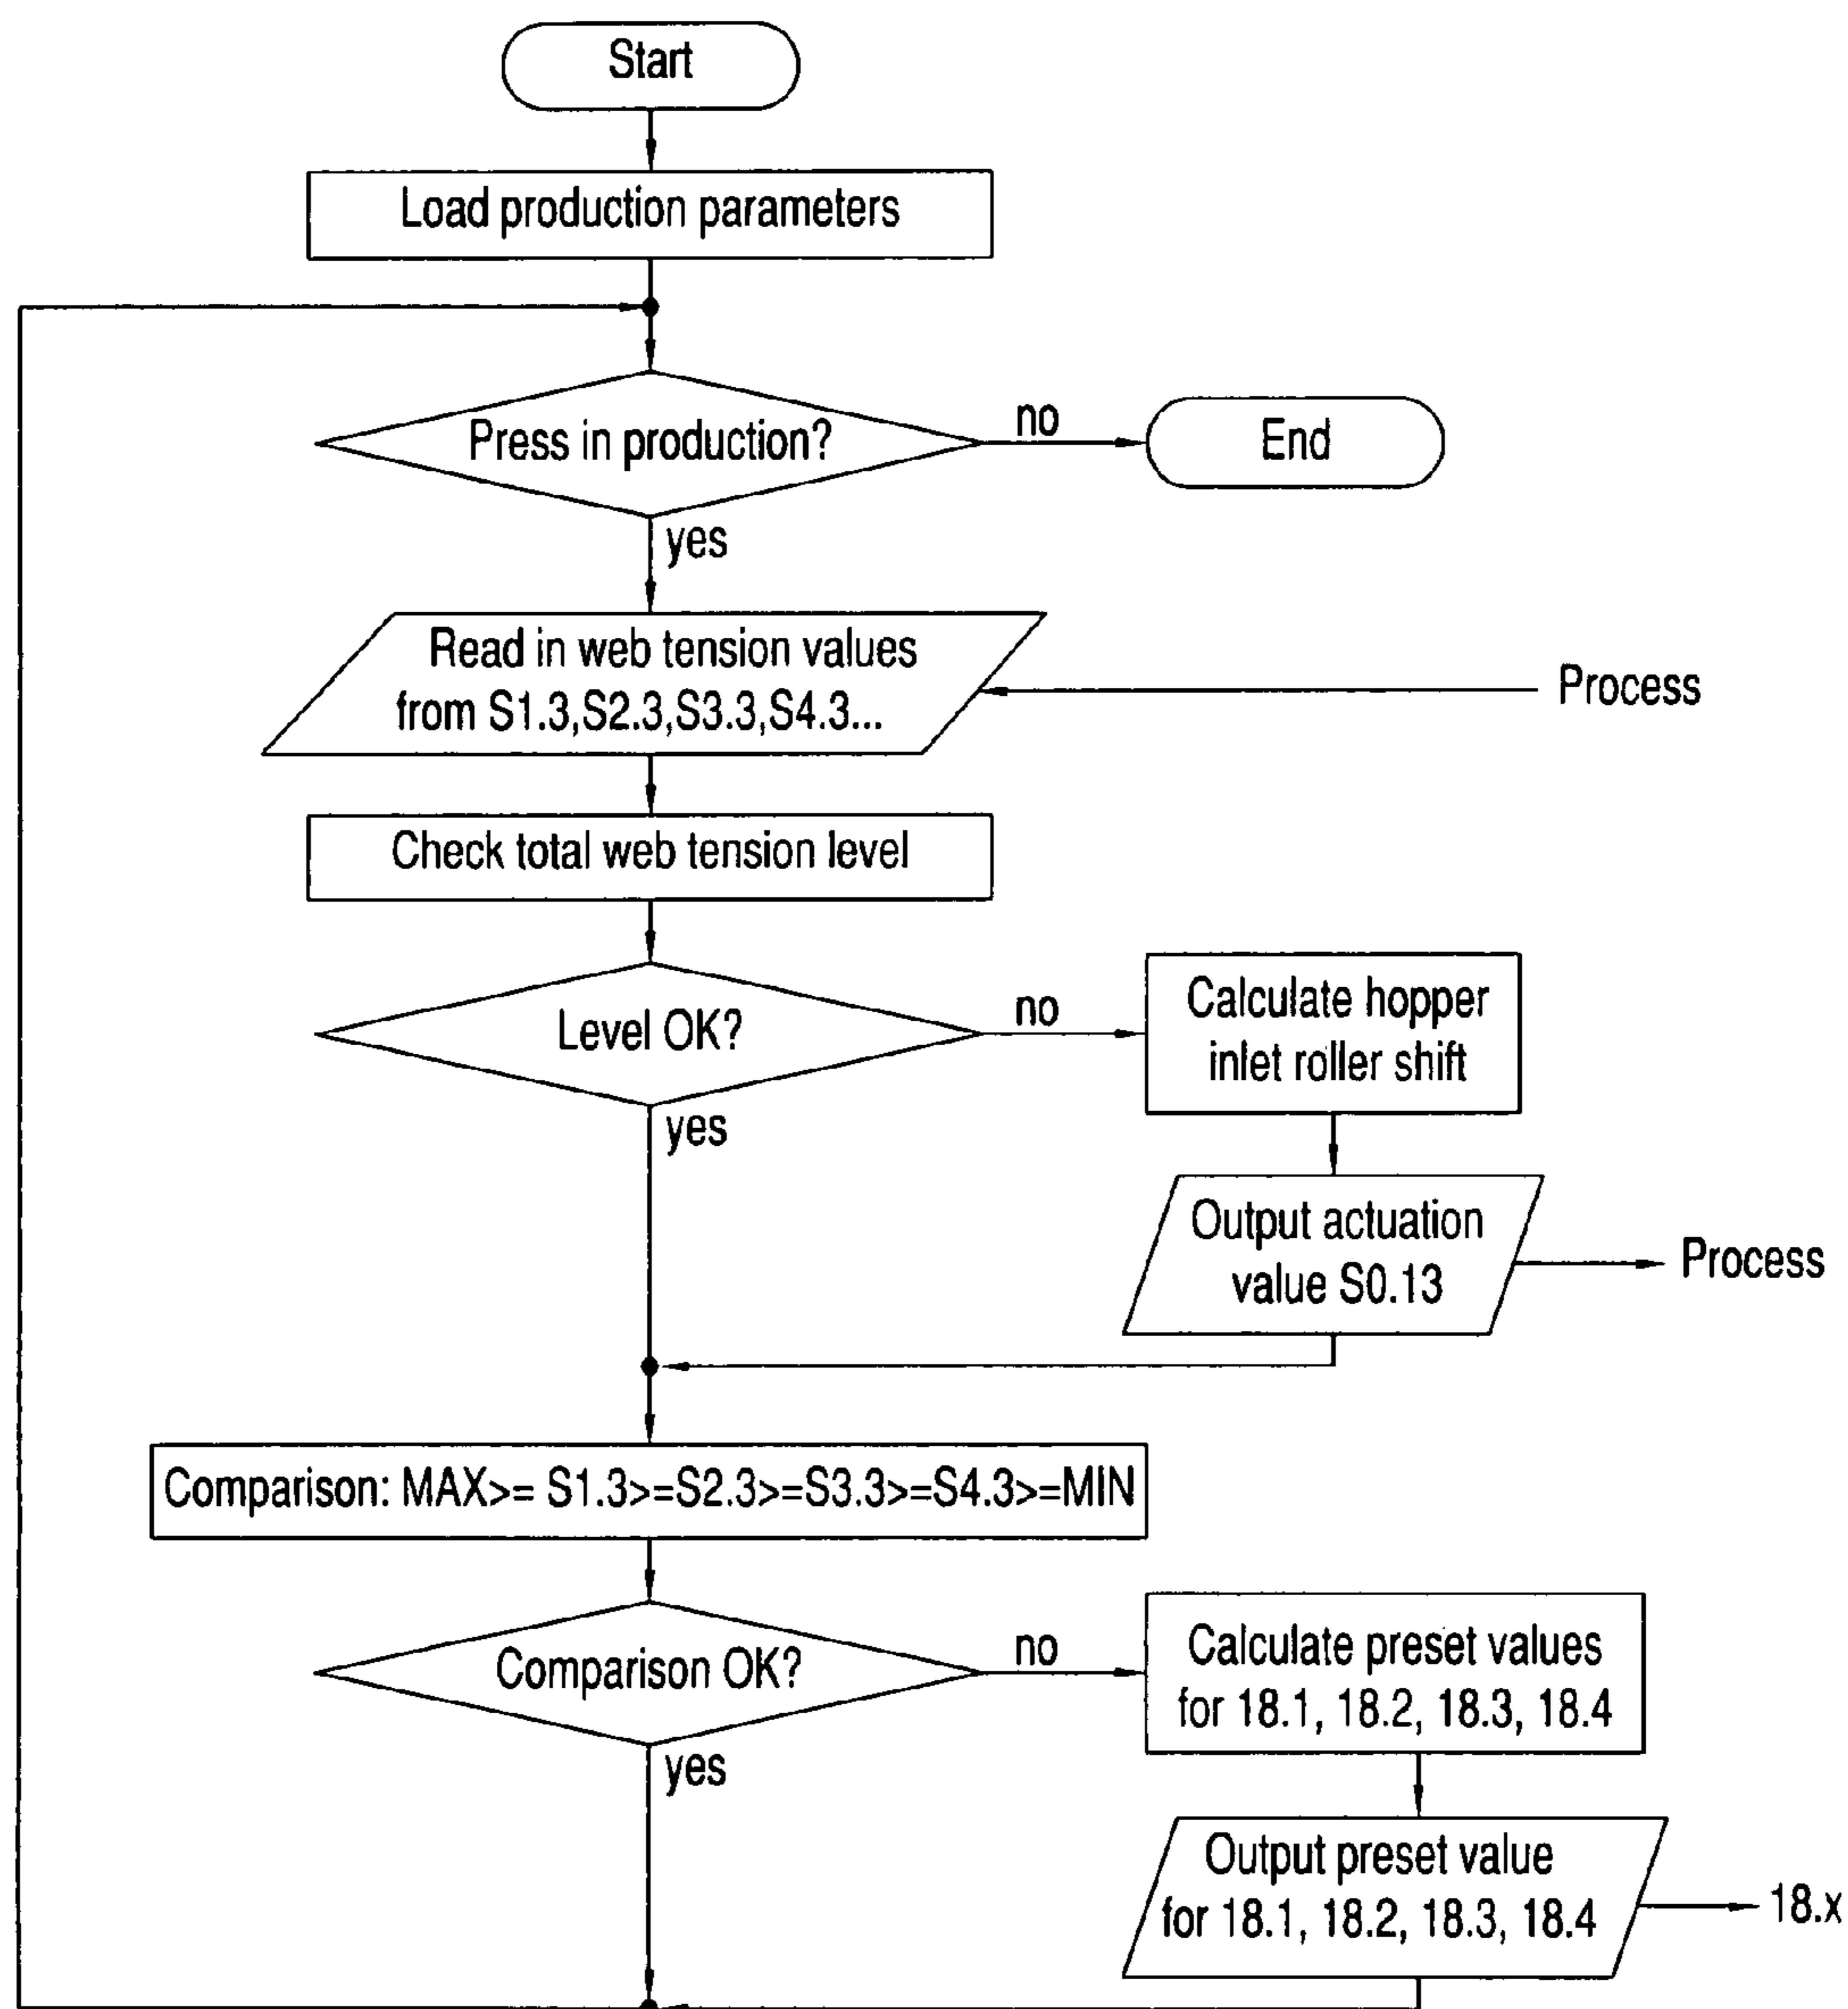 Start
Load production parameters
Press in production?
no
End
yes
Read in web tension values
from S1.3,S2.3,S3.3,S4.3...
Process
Check total web tension level
Level OK?
no
Calculate hopper
inlet roller shift
yes
Output actuation
value S0.13
Process
Comparison: MAX>= S1.3>=S2.3>=S3.3>=S4.3>=MIN
Comparison OK?
no
Calculate preset values
for 18.1, 18.2, 18.3, 18.4
yes
Output preset value
for 18.1, 18.2, 18.3, 18.4
18.x